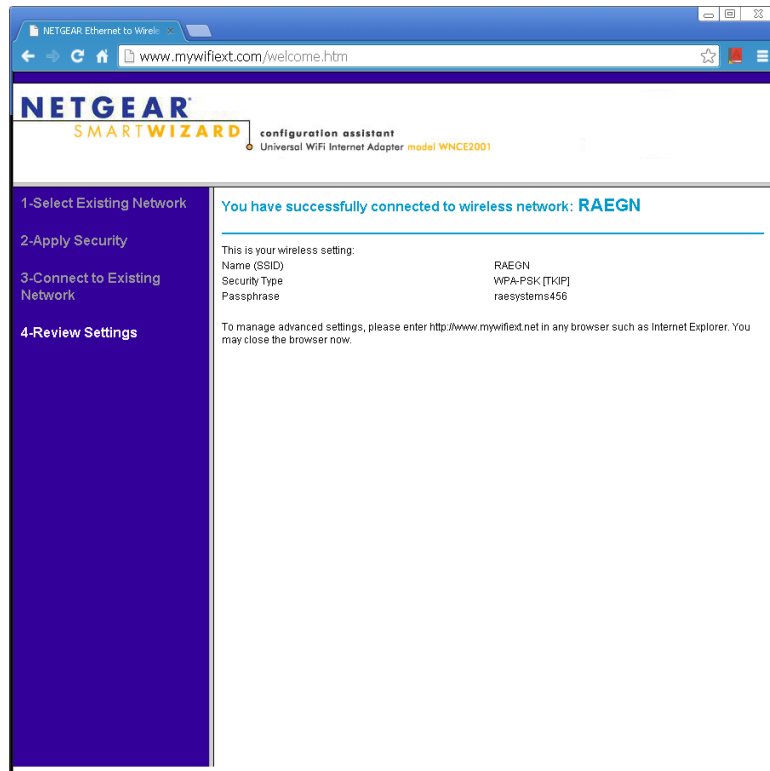 NETGEAR Ethernet to Wirele
www.mywifiext.com/welcome.htm
NETGEAR
SMARTWIZARD
configuration assistant
Universal WiFi Internet Adapter model WNCE2001
1-Select Existing Network
2-Apply Security
3-Connect to Existing
Network
4-Review Settings
You have successfully connected to wireless network: RAEGN
This is your wireless setting:
Name (SSID) RAEGN
Security Type WPA-PSK [TKIP]
Passphrase raesystems456
To manage advanced settings, please enter http://www.mywifiext.net in any browser such as Internet Explorer. You
may close the browser now.